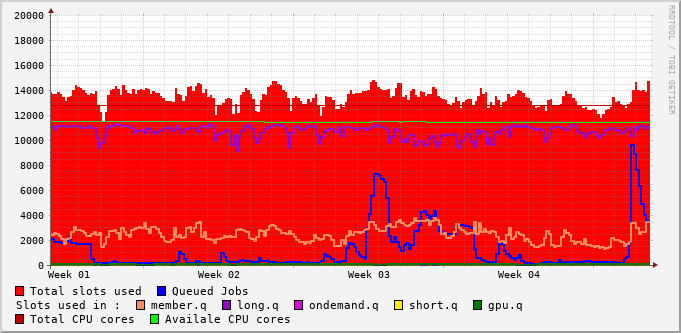 20000
18000
16000
14000
12000
10000
8000
6000
4000
2000
0
Week 01 Week 02 Week 03 Week 04
Total slots used Queued Jobs
Slots used in : member.q long.q ondemand.q short.q gpu.q
Total CPU cores Availale CPU cores
RRDTOOL / TOBI OETIKER